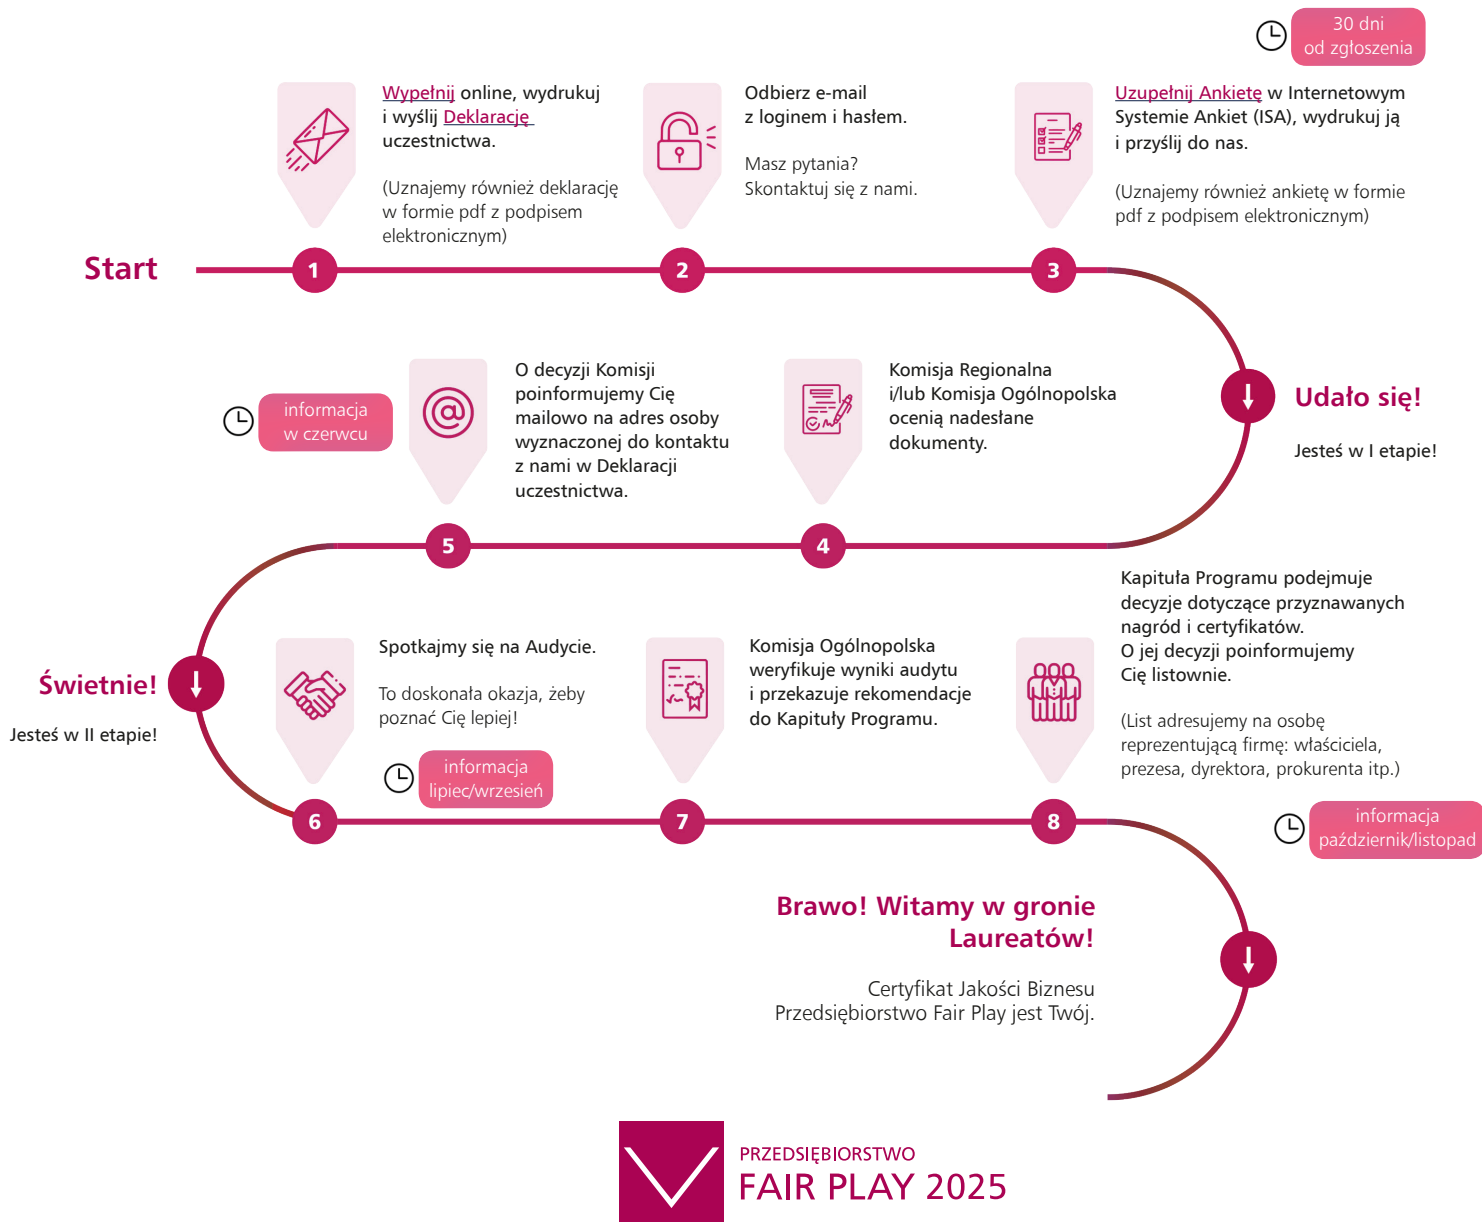 30 dni
od zgłoszenia
Wypełnij online, wydrukuj
i wyślij Deklarację
uczestnictwa.
(Uznajemy również deklarację
w formie pdf z podpisem
elektronicznym)
Odbierz e-mail
z loginem i hasłem.
Masz pytania?
Skontaktuj się z nami.
Uzupełnij Ankietę w Internetowym
Systemie Ankiet (ISA), wydrukuj ją
i przyślij do nas.
(Uznajemy również ankietę w formie
pdf z podpisem elektronicznym)
Start
1
2
3
informacja
w czerwcu
O decyzji Komisji
poinformujemy Cię
mailowo na adres osoby
wyznaczonej do kontaktu
z nami w Deklaracji
uczestnictwa.
Komisja Regionalna
i/lub Komisja Ogólnopolska
ocenią nadesłane
dokumenty.
Udało się!
Jesteś w I etapie!
5
4
Świetnie!
Jesteś w II etapie!
Spotkajmy się na Audycie.
To doskonała okazja, żeby
poznać Cię lepiej!
informacja
lipiec/wrzesień
Komisja Ogólnopolska
weryfikuje wyniki audytu
i przekazuje rekomendacje
do Kapituły Programu.
Kapituła Programu podejmuje
decyzje dotyczące przyznawanych
nagród i certyfikatów.
O jej decyzji poinformujemy
Cię listownie.
(List adresujemy na osobę
reprezentującą firmę: właściciela,
prezesa, dyrektora, prokurenta itp.)
6
7
8
informacja
październik/listopad
Brawo! Witamy w gronie
Laureatów!
Certyfikat Jakości Biznesu
Przedsiębiorstwo Fair Play jest Twój.
PRZEDSIĘBIORSTWO
FAIR PLAY 2025